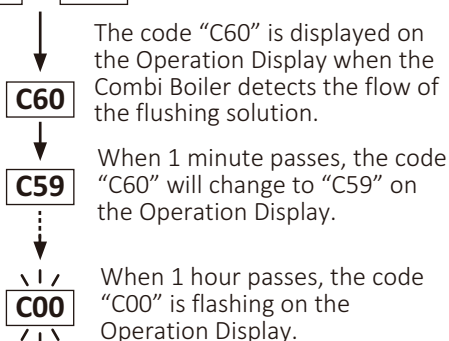 The code “C60” is displayed on
the Operation Display when the
Combi Boiler detects the flow of
the flushing solution.
C60
When 1 minute passes, the code
“C60” will change to “C59” on
the Operation Display.
C59
When 1 hour passes, the code
“C00” is flashing on the
Operation Display.
C00